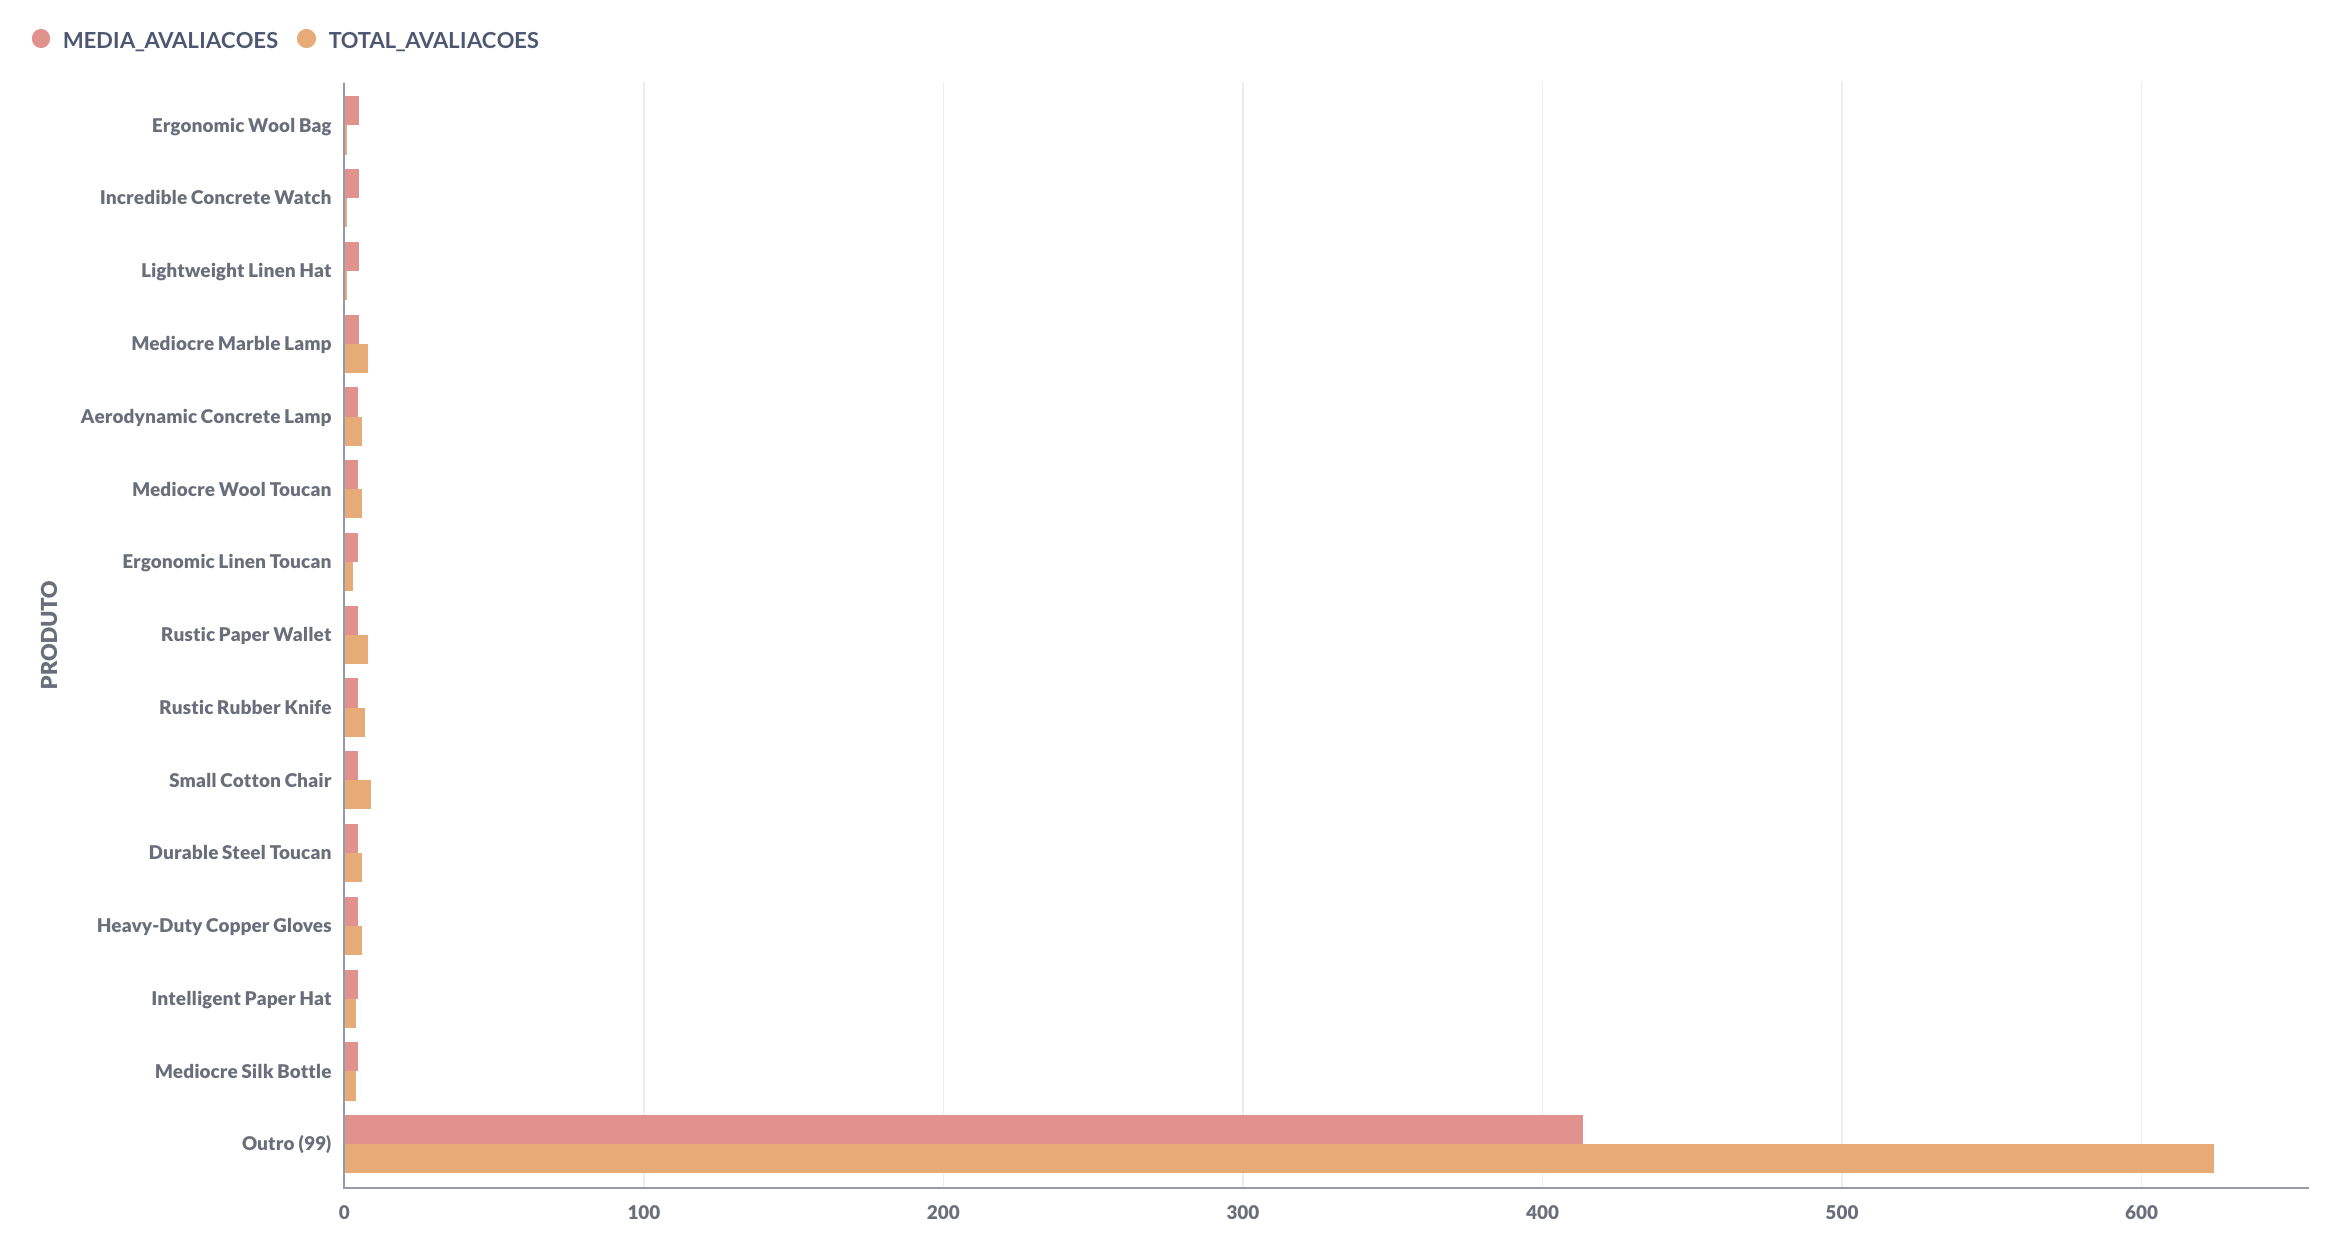 MEDIA_AVALIACOES TOTAL_AVALIACOES
PRODUTO
Ergonomic Wool Bag
Incredible Concrete Watch
Lightweight Linen Hat
Mediocre Marble Lamp
Aerodynamic Concrete Lamp
Mediocre Wool Toucan
Ergonomic Linen Toucan
Rustic Paper Wallet
Rustic Rubber Knife
Small Cotton Chair
Durable Steel Toucan
Heavy-Duty Copper Gloves
Intelligent Paper Hat
Mediocre Silk Bottle
Outro (99)
0 100 200 300 400 500 600